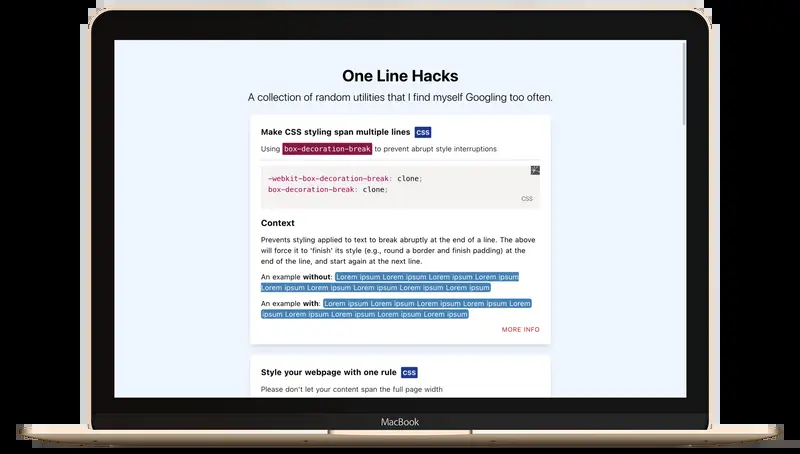 One Line Hacks
A collection of random utilities that I find myself Googling too often.
Make CSS styling span multiple lines CSS
Using box-decoration-break to prevent abrupt style interruptions
-webkit-box-decoration-break: clone;
box-decoration-break: clone;
CSS
Context
Prevents styling applied to text to break abruptly at the end of a line. The above
will force it to 'finish' its style (e.g., round a border and finish padding) at the
end of the line, and start again at the next line.
An example without: Lorem ipsum Lorem ipsum Lorem ipsum Lorem ipsum
Lorem ipsum Lorem ipsum Lorem ipsum Lorem ipsum Lorem ipsum
An example with: Lorem ipsum Lorem ipsum Lorem ipsum Lorem ipsum Lorem
ipsum Lorem ipsum Lorem ipsum Lorem ipsum Lorem ipsum
MORE INFO
Style your webpage with one rule CSS
Please don't let your content span the full page width
MacBook